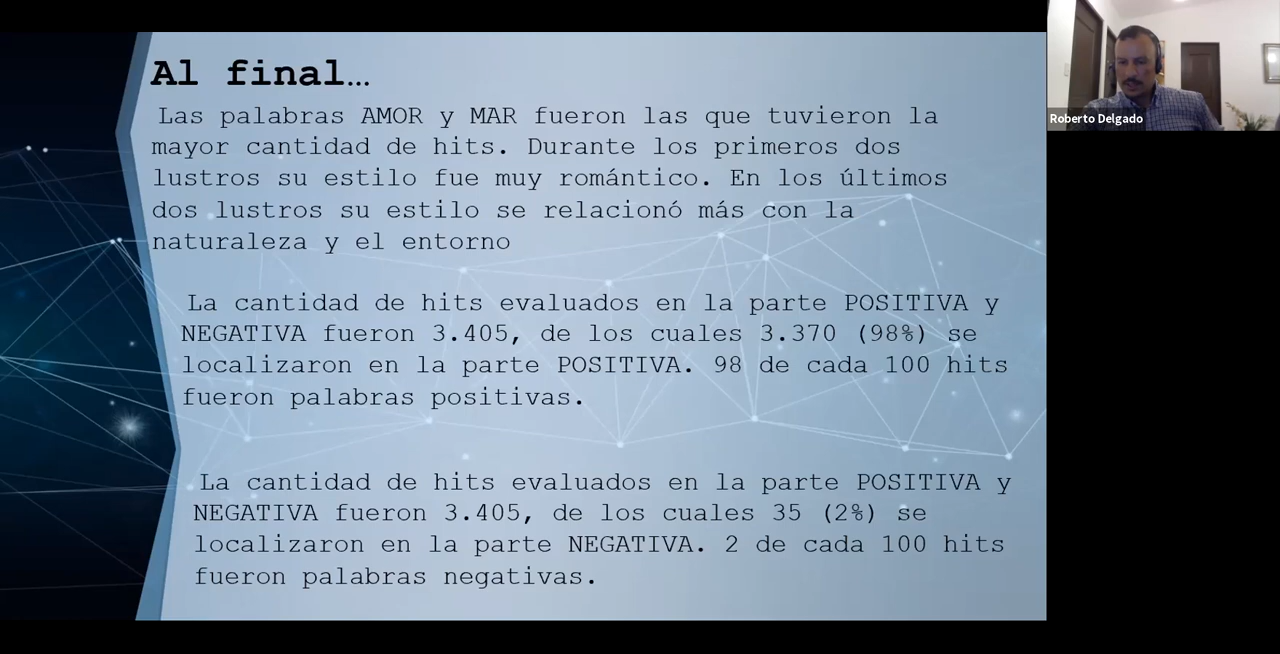 Al final…
Las palabras AMOR y MAR fueron las que tuvieron la
mayor cantidad de hits. Durante los primeros dos
lustros su estilo fue muy romántico. En los últimos
dos lustros su estilo se relacionó más con la
naturaleza y el entorno
La cantidad de hits evaluados en la parte POSITIVA y
NEGATIVA fueron 3.405, de los cuales 3.370 (98%) se
localizaron en la parte POSITIVA. 98 de cada 100 hits
fueron palabras positivas.
La cantidad de hits evaluados en la parte POSITIVA y
NEGATIVA fueron 3.405, de los cuales 35 (2%) se
localizaron en la parte NEGATIVA. 2 de cada 100 hits
fueron palabras negativas.
Roberto Delgado